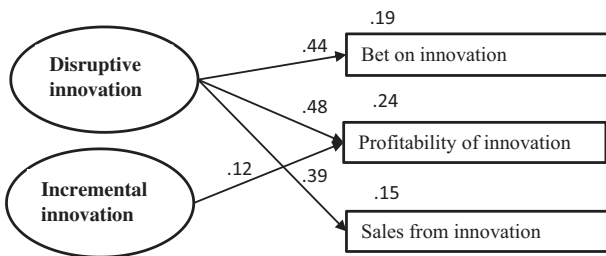 .19
.44
Bet on innovation
Disruptive
innovation
.24
.48
Profitability of innovation
.12
.39
.15
Incremental
innovation
Sales from innovation